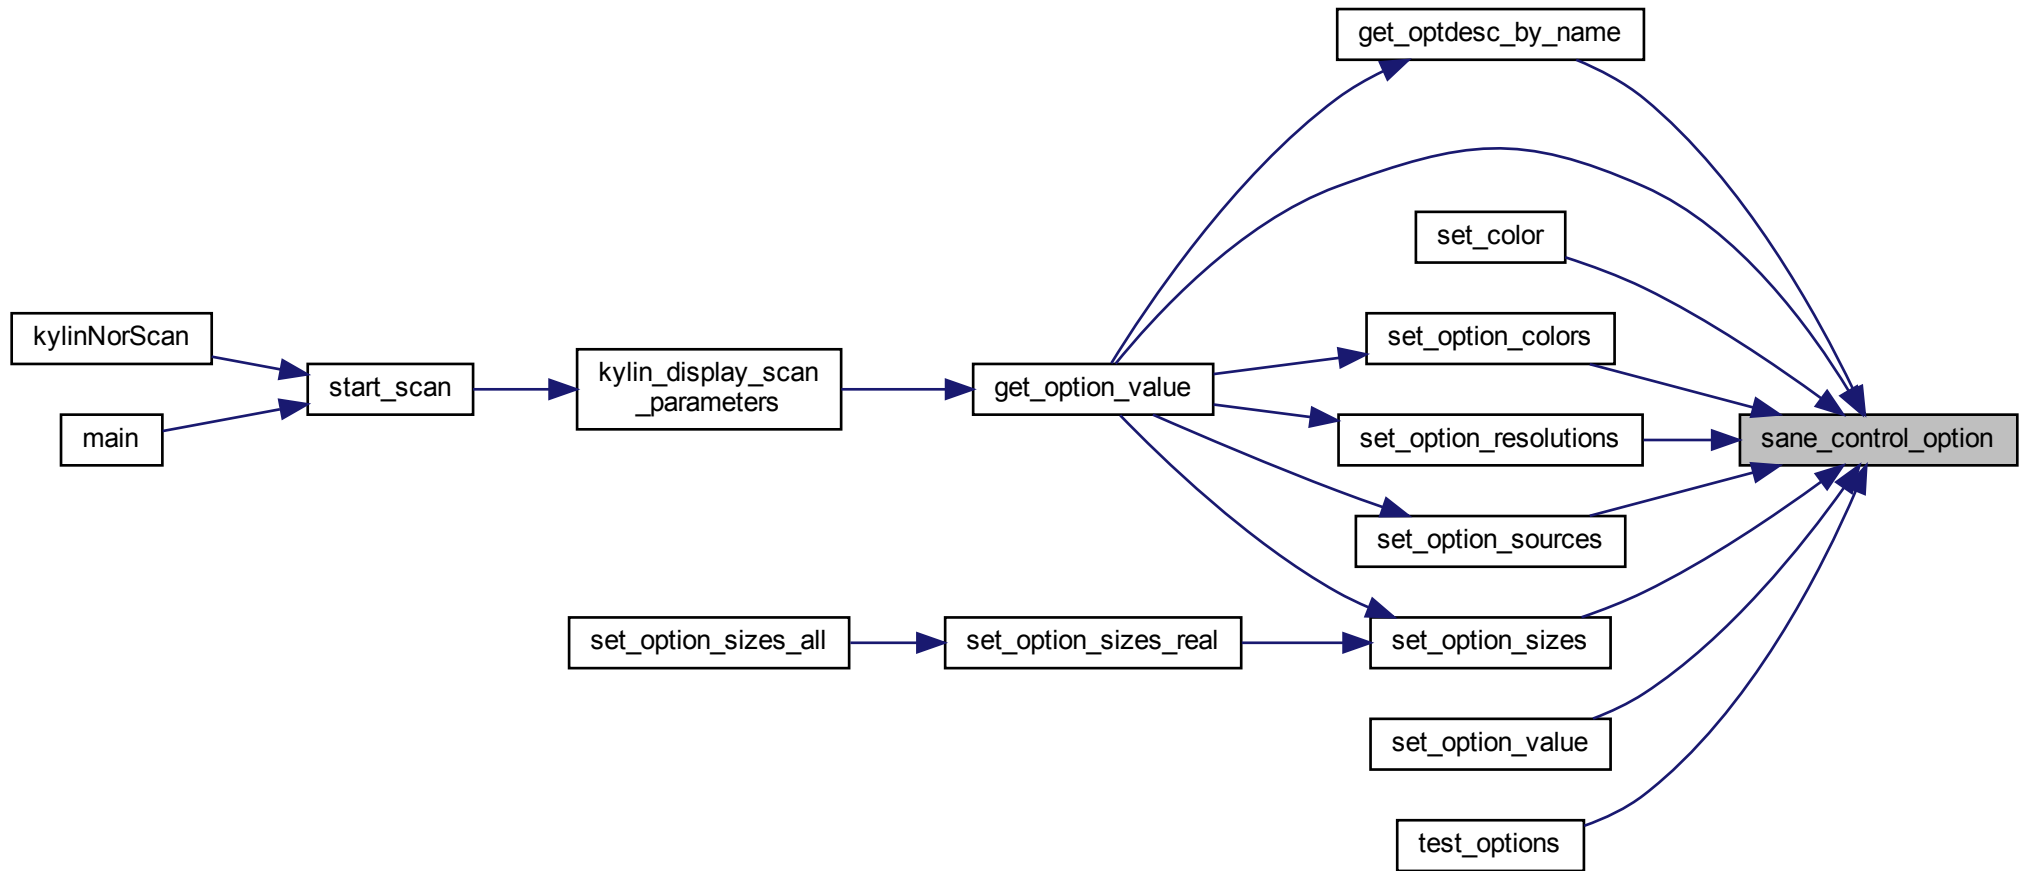 get_optdesc_by_name
set_color
kylinNorScan
set_option_colors
start_scan
kylin_display_scan
_parameters
get_option_value
main
set_option_resolutions
sane_control_option
set_option_sources
set_option_sizes_all
set_option_sizes_real
set_option_sizes
set_option_value
test_options